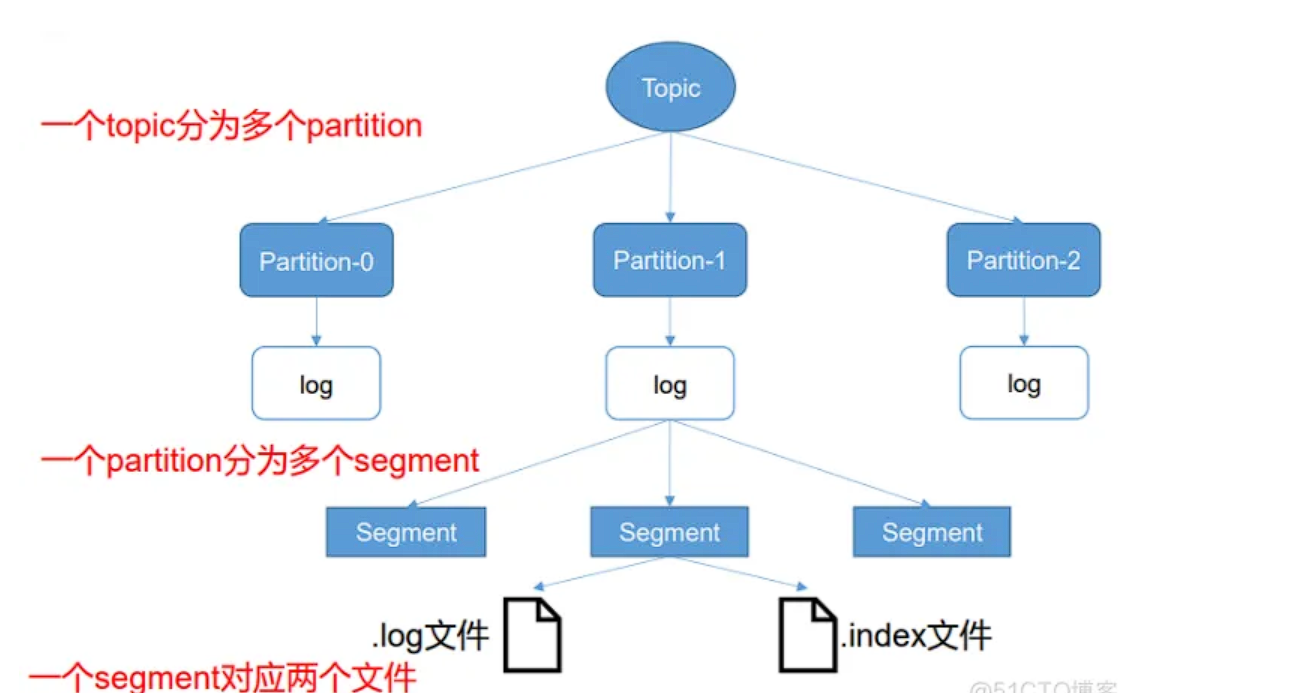 Topic
一个topic分为多个partition
Partition-0
Partition-1
Partition-2
log
log
log
一个partition分为多个segment
Segment
Segment
Segment
.log文件
.index文件
一个segment对应两个文件
@51CTO博客